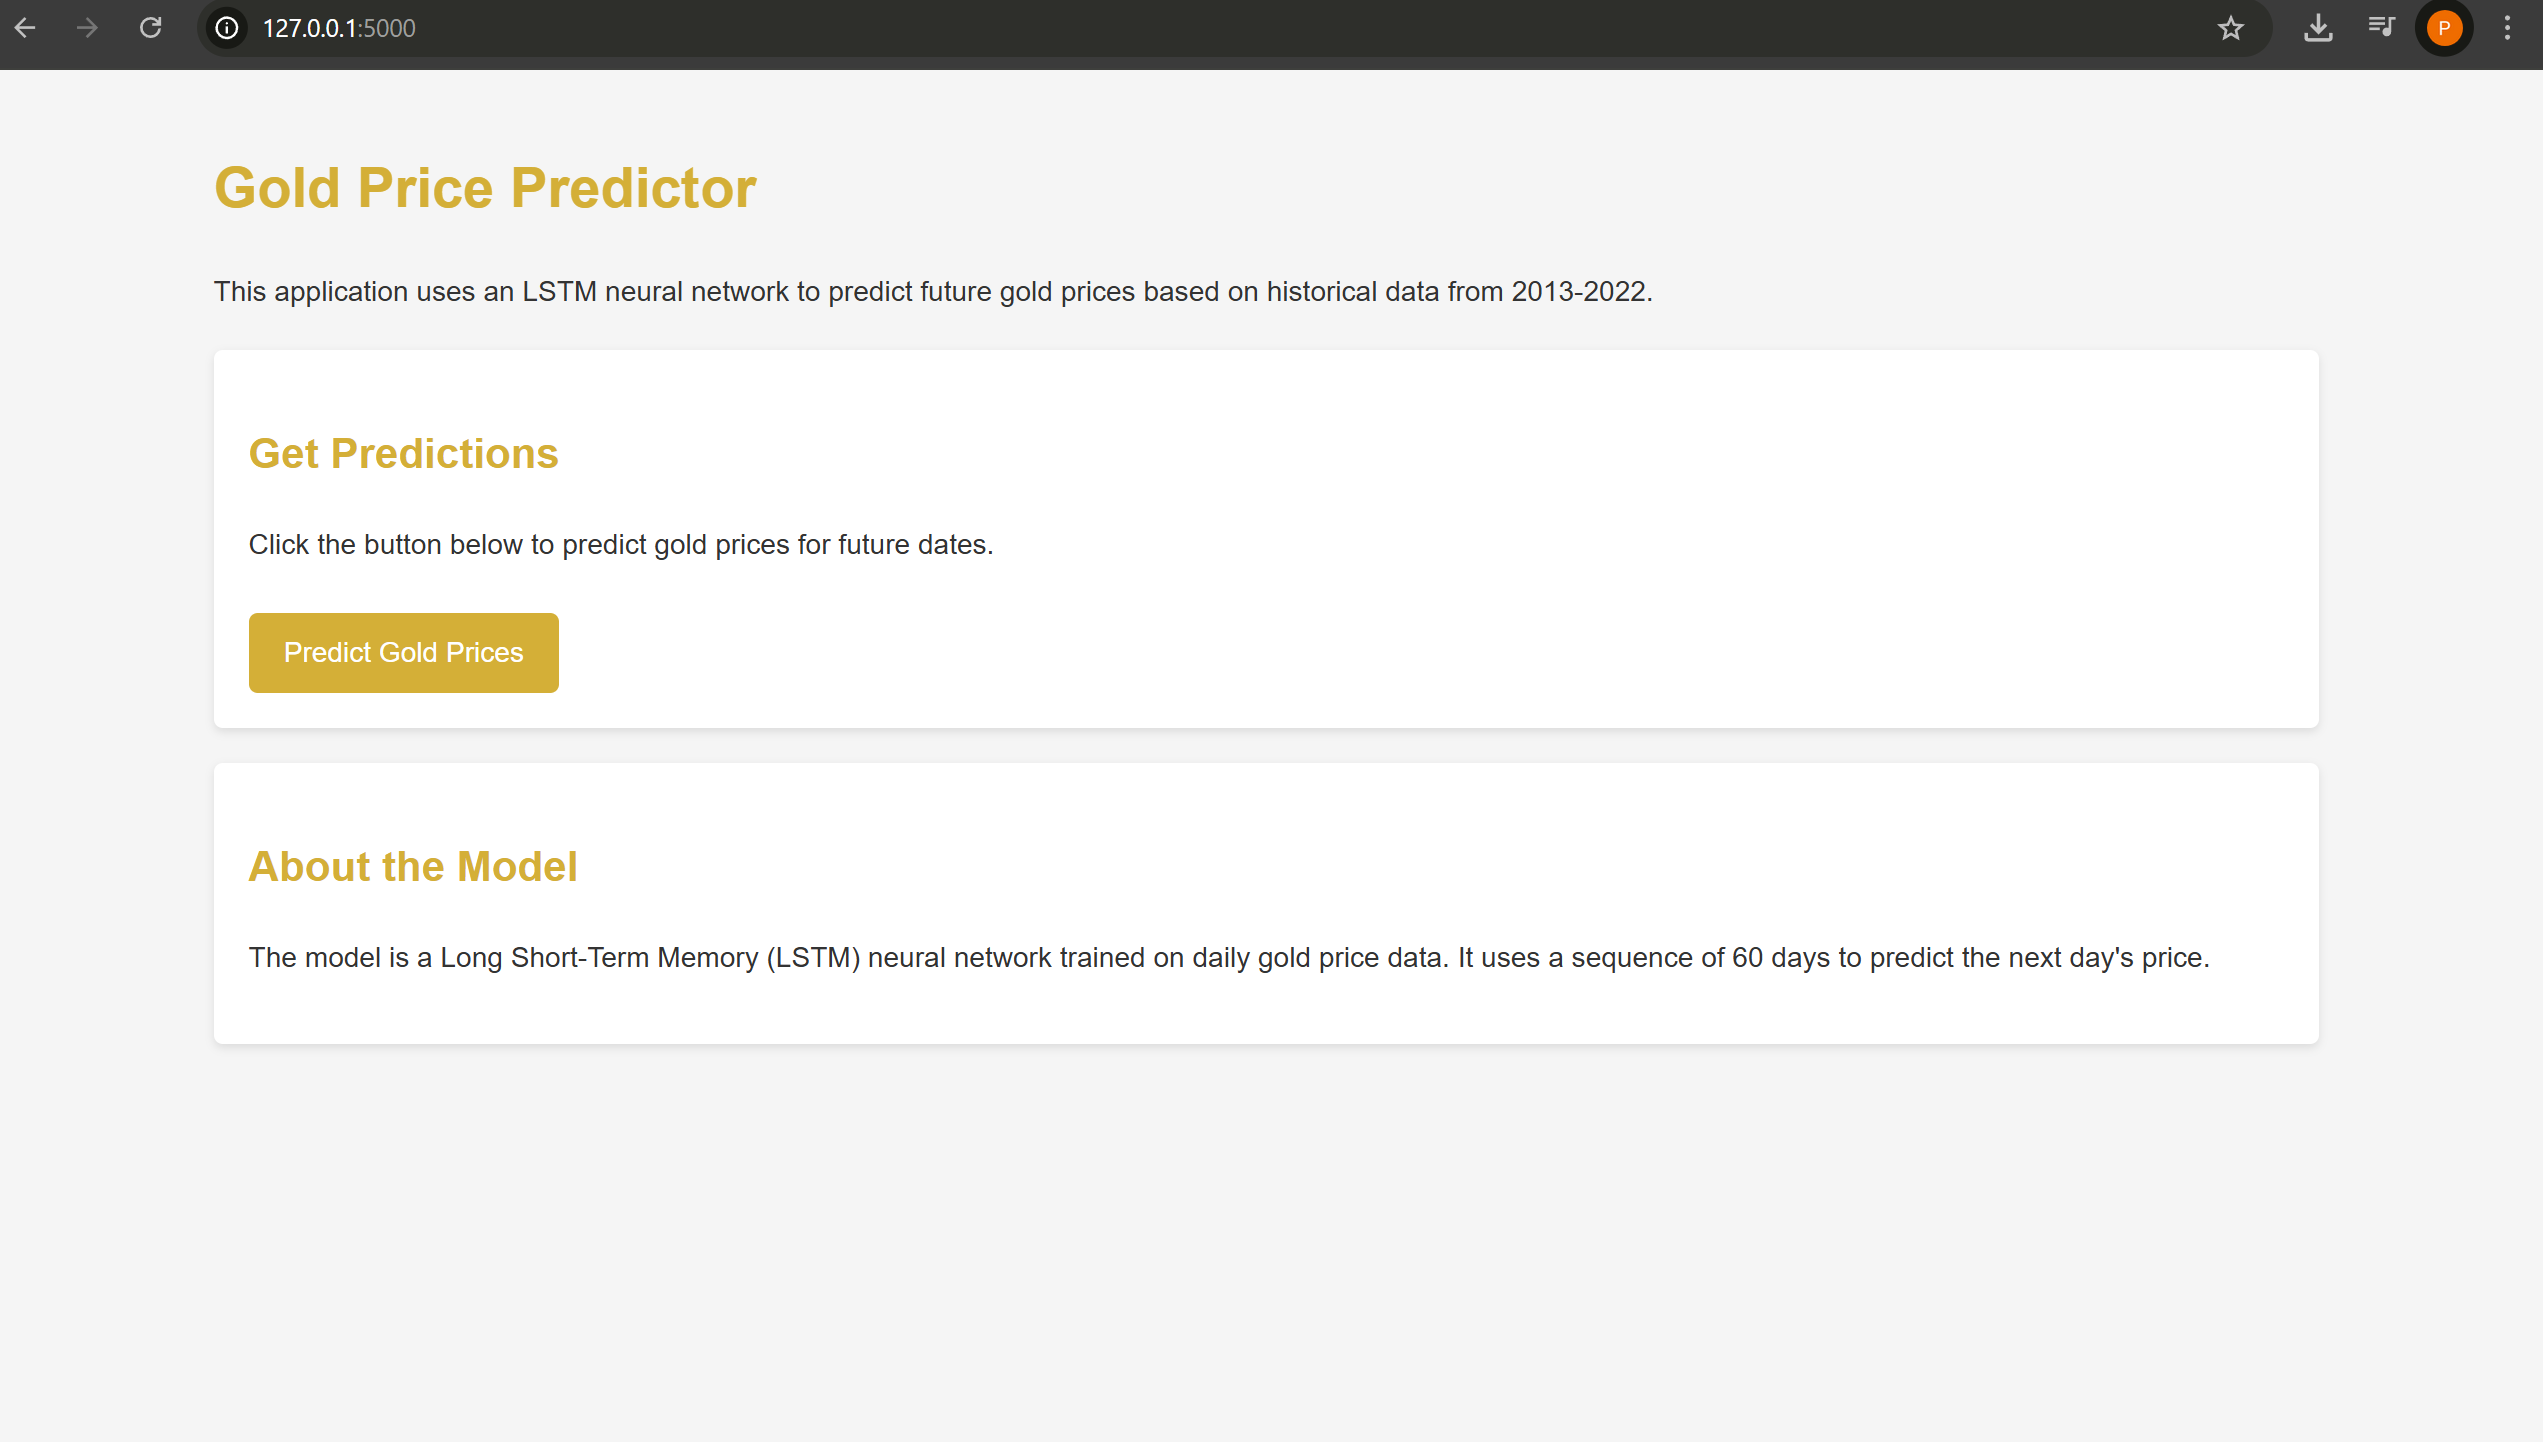 127.0.0.1:5000
P
Gold Price Predictor
This application uses an LSTM neural network to predict future gold prices based on historical data from 2013-2022.
Get Predictions
Click the button below to predict gold prices for future dates.
Predict Gold Prices
About the Model
The model is a Long Short-Term Memory (LSTM) neural network trained on daily gold price data. It uses a sequence of 60 days to predict the next day's price.